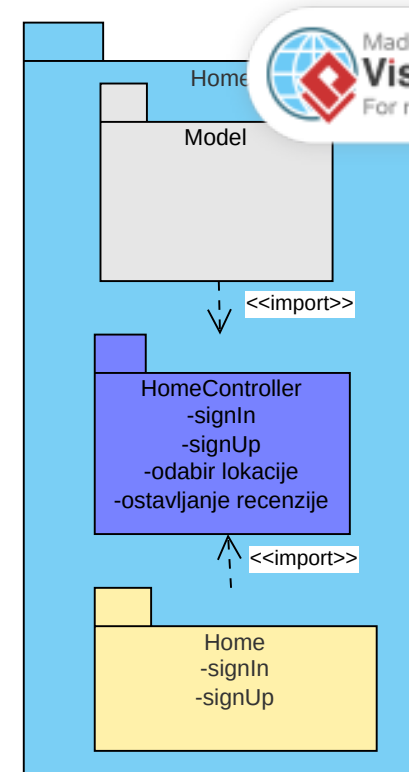 Home
Model
<<import>>
HomeController
-signIn
-signUp
-odabir lokacije
-ostavljanje recenzije
<<import>>
Home
-signIn
-signUp